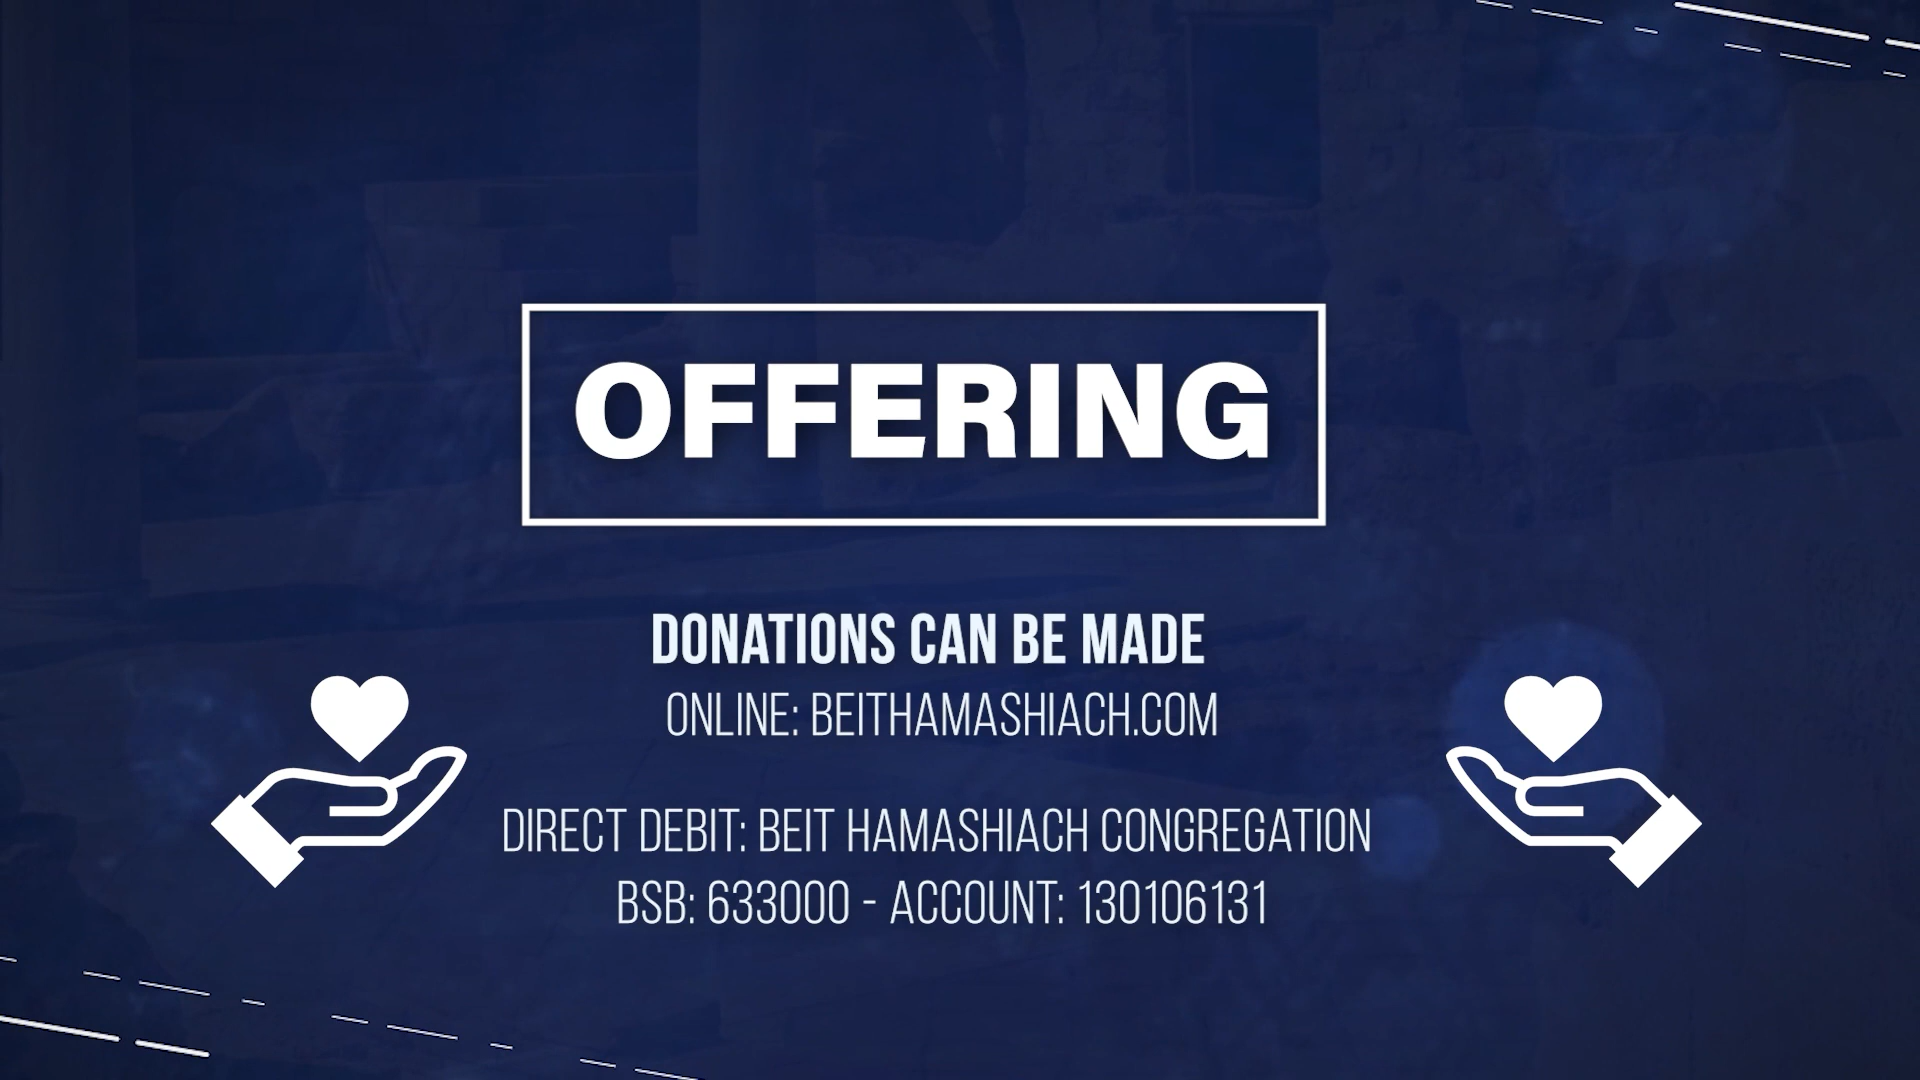 OFFERING
DONATIONS CAN BE MADE
ONLINE: BEITHAMASHIACH.COM
DIRECT DEBIT: BEIT HAMASHIACH CONGREGATION
BSB: 633000 - ACCOUNT: 130106131